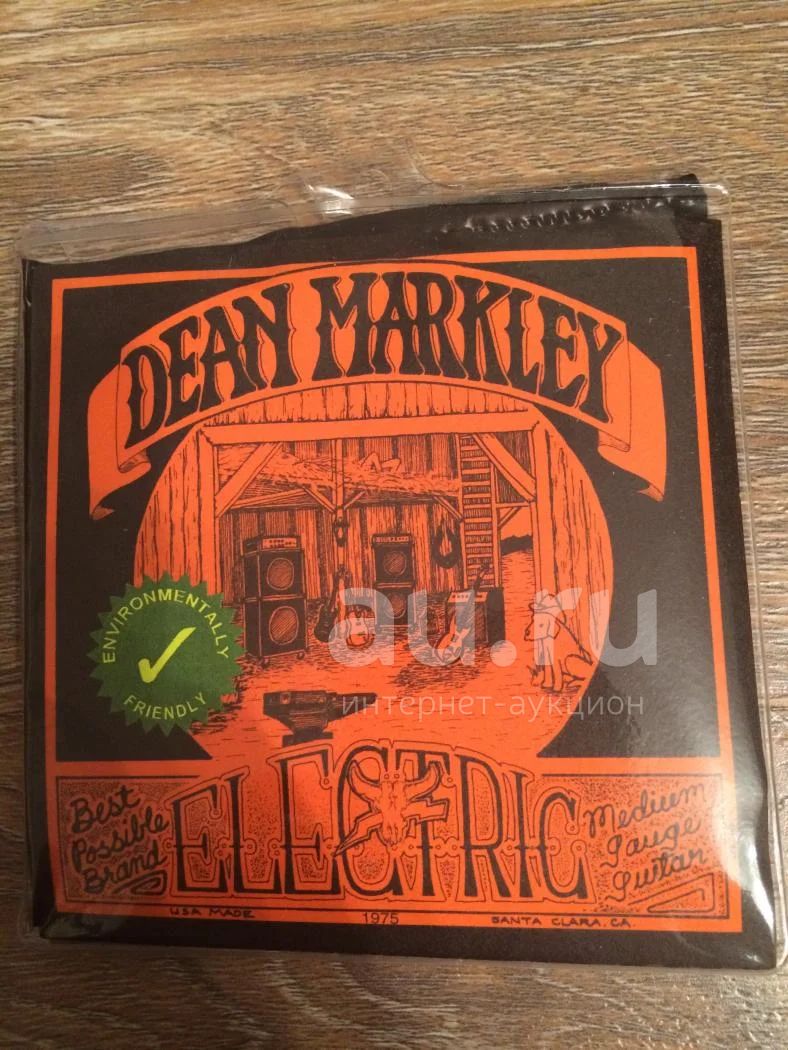 DEAN MARKLEY
ENVIRONMENTALLY
FRIENDLY
au.ru
интернет-аукцион
Best
Possible
Brand
ELECTRIC
Medium
Gauge
Guitar
USA MADE
1975
SANTA CLARA, CA.